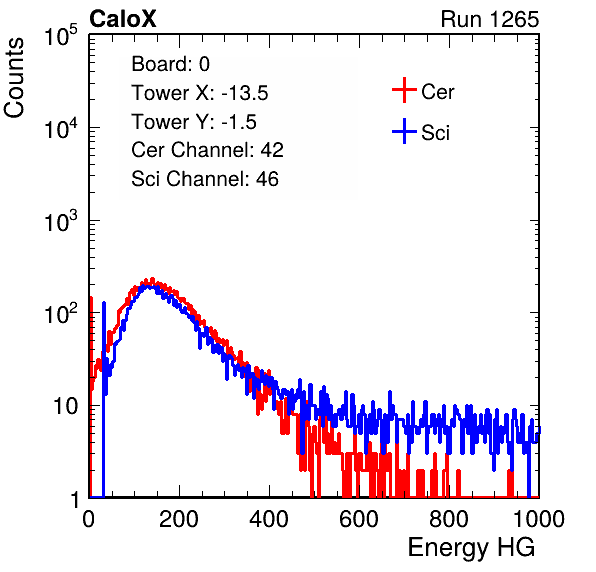 CaloX Run 1265
Counts
10^5
10^4
10^3
10^2
10
1
Board: 0
Tower X: -13.5
Tower Y: -1.5
Cer Channel: 42
Sci Channel: 46
Cer
Sci
0 200 400 600 800 1000
Energy HG